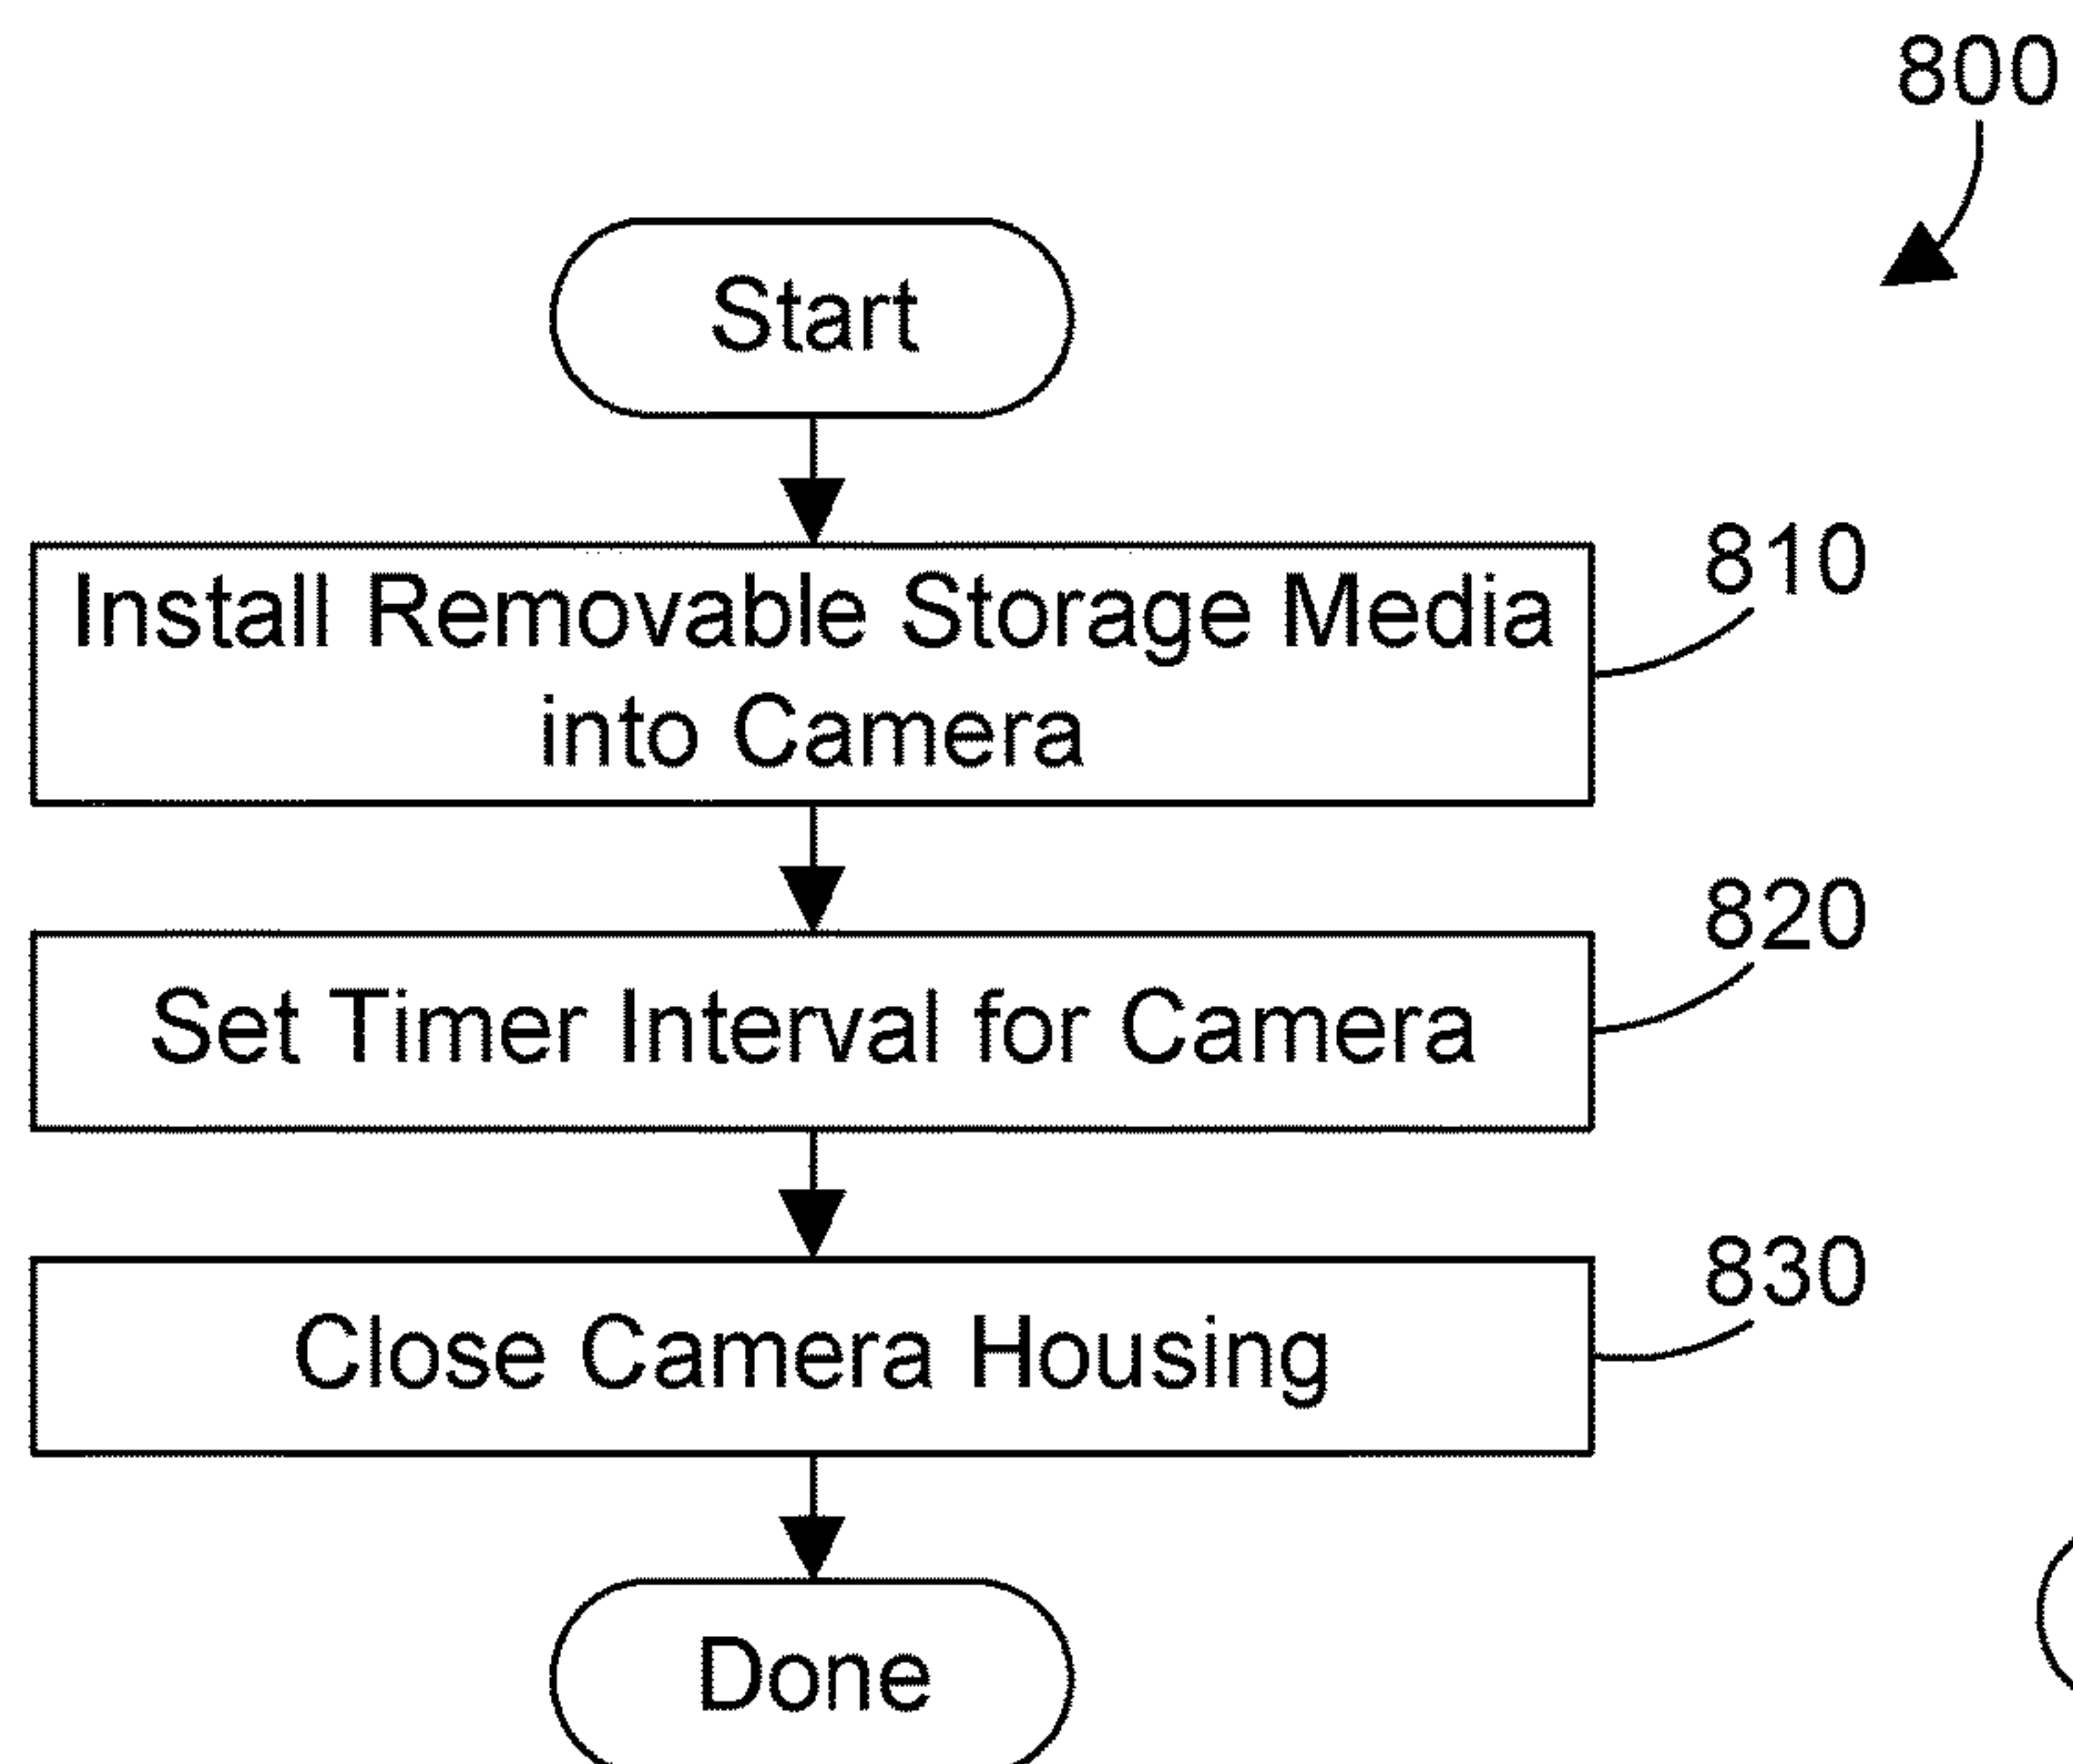 800
Start
Install Removable Storage Media
into Camera
810
Set Timer Interval for Camera
820
Close Camera Housing
830
Done